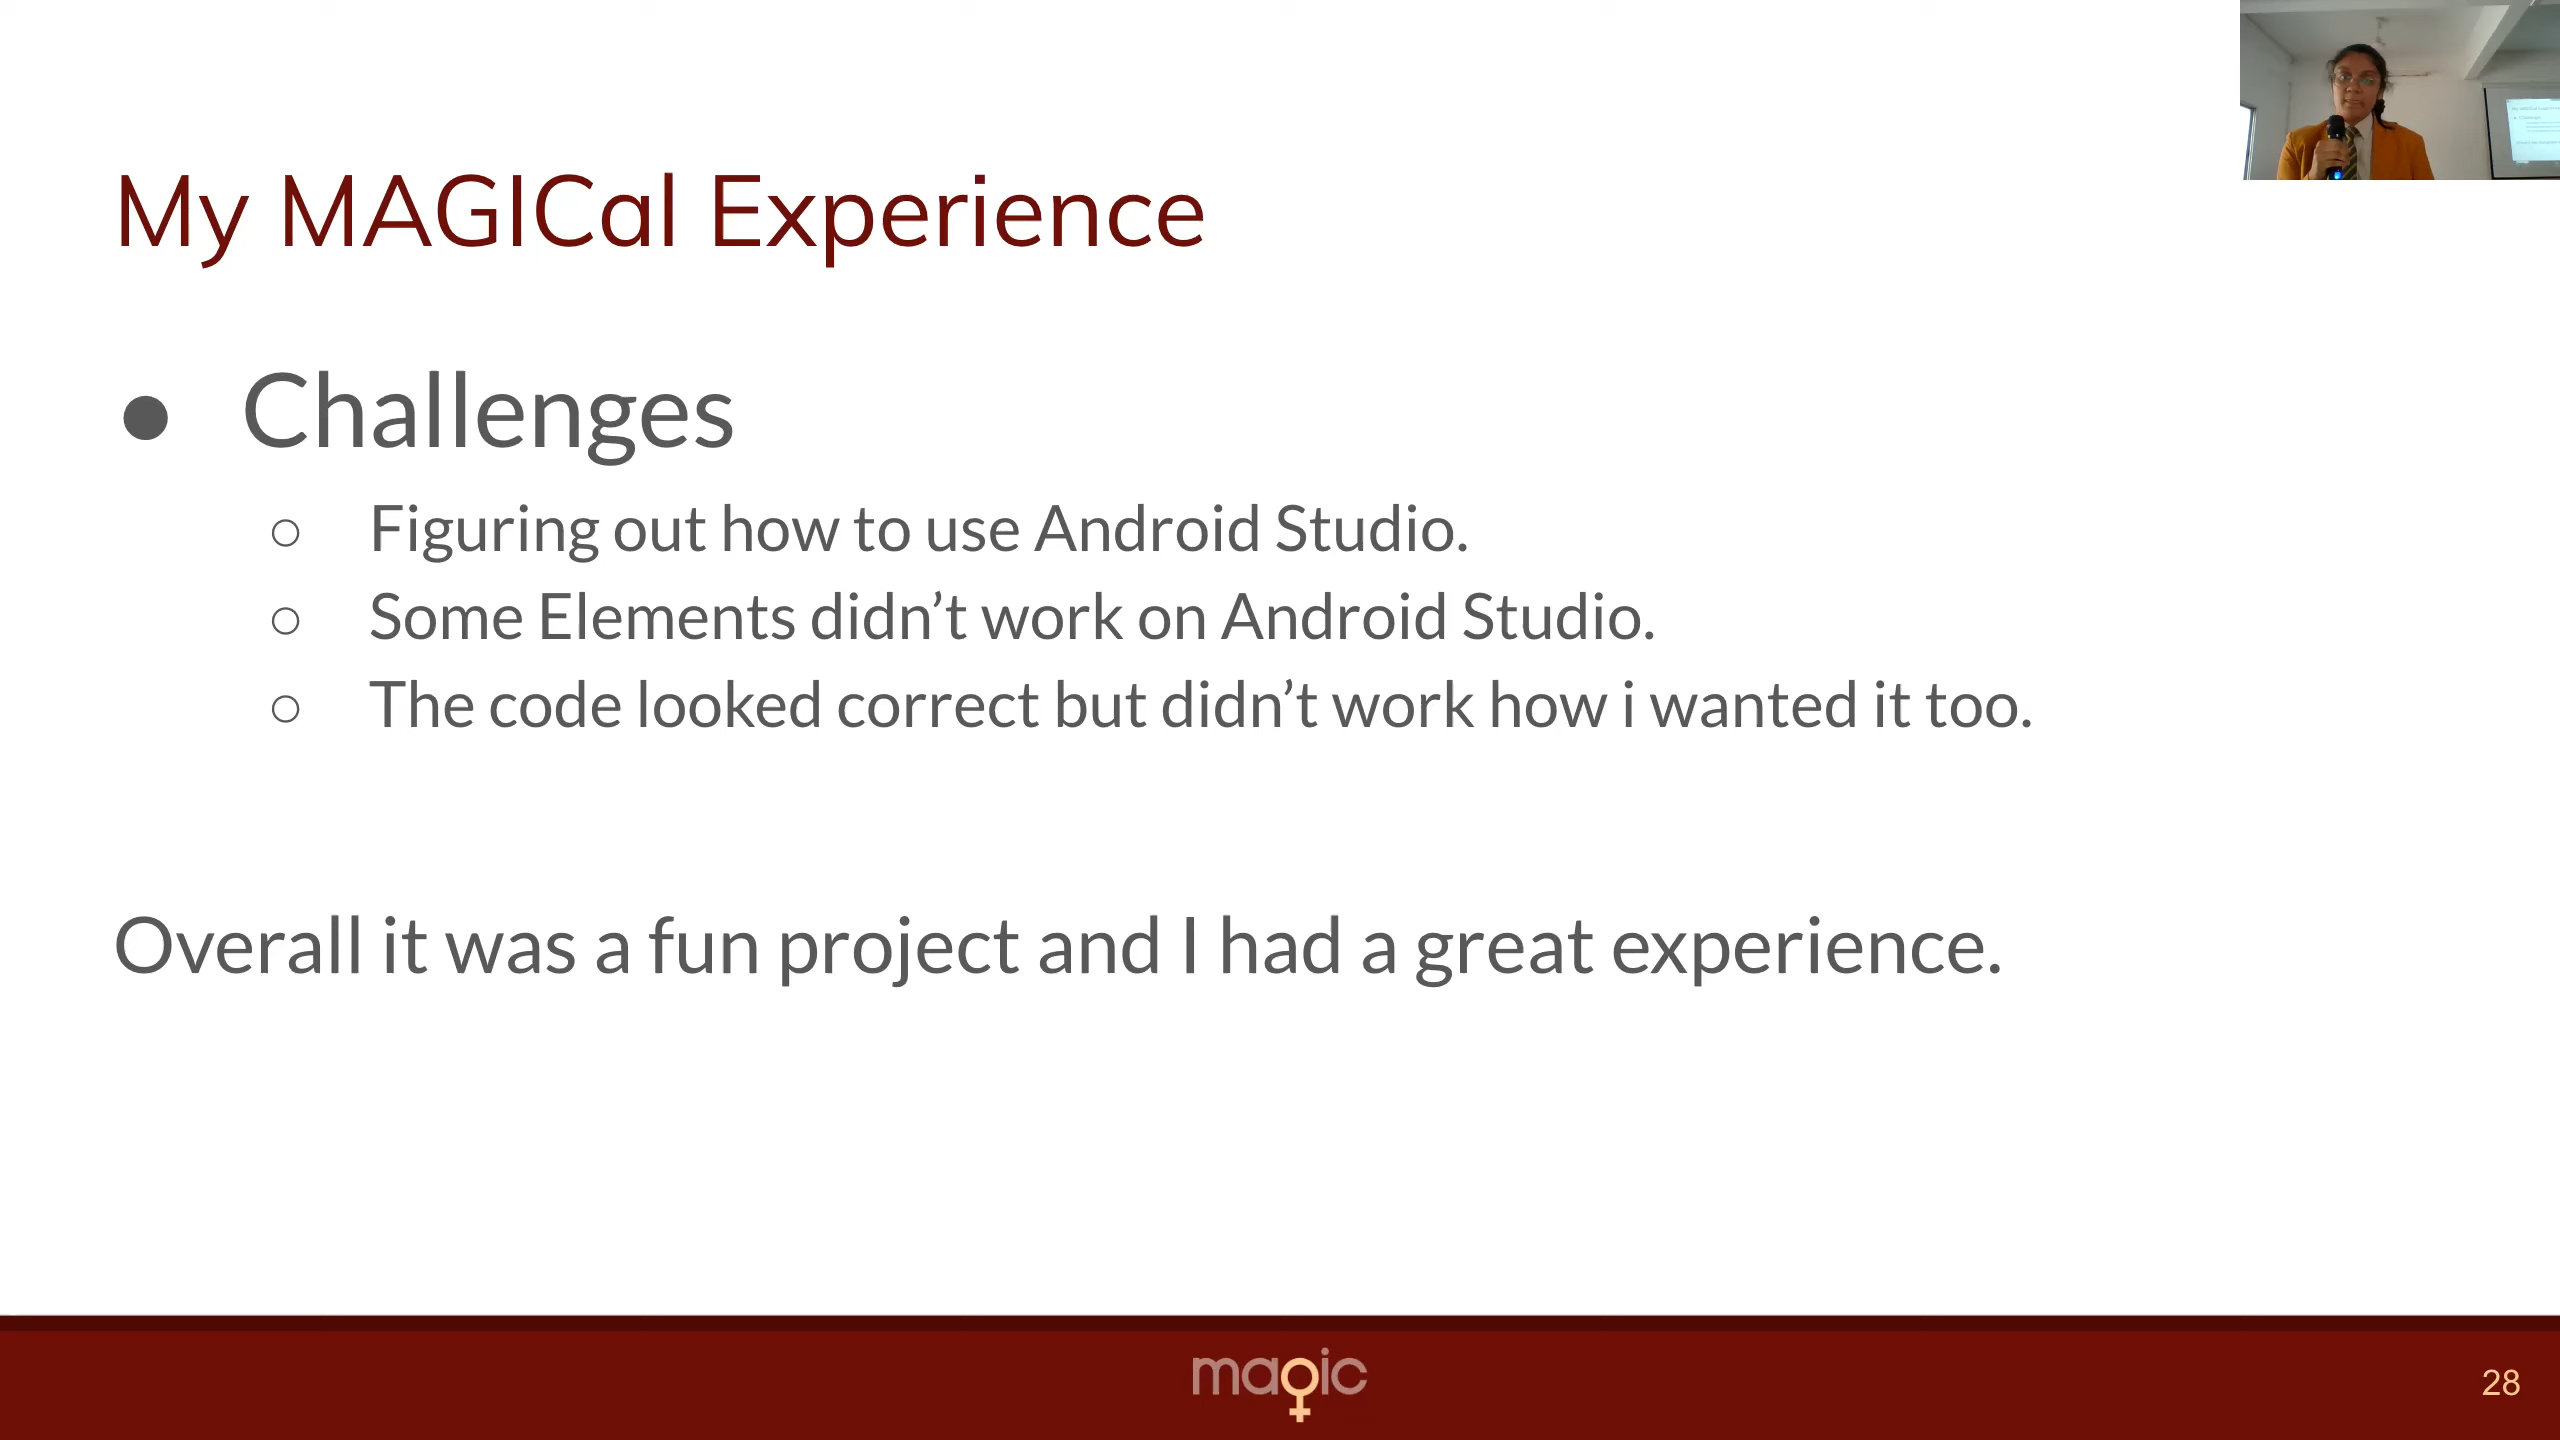 My MAGICal Experience
● Challenges
○ Figuring out how to use Android Studio.
○ Some Elements didn’t work on Android Studio.
○ The code looked correct but didn’t work how i wanted it too.
Overall it was a fun project and I had a great experience.
magic
28